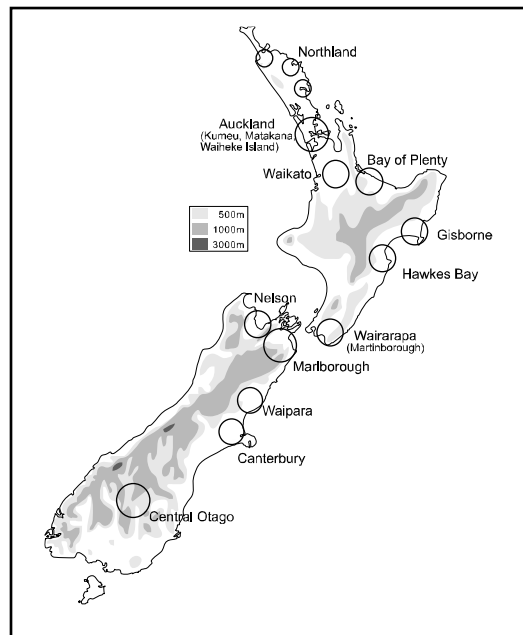 Northland
Auckland
(Kumeu, Matakana
Waiheke Island)
Waikato
Bay of Plenty
500m
1000m
3000m
Gisborne
Hawkes Bay
Nelson
Wairarapa
(Martinborough)
Marlborough
Waipara
Canterbury
Central Otago